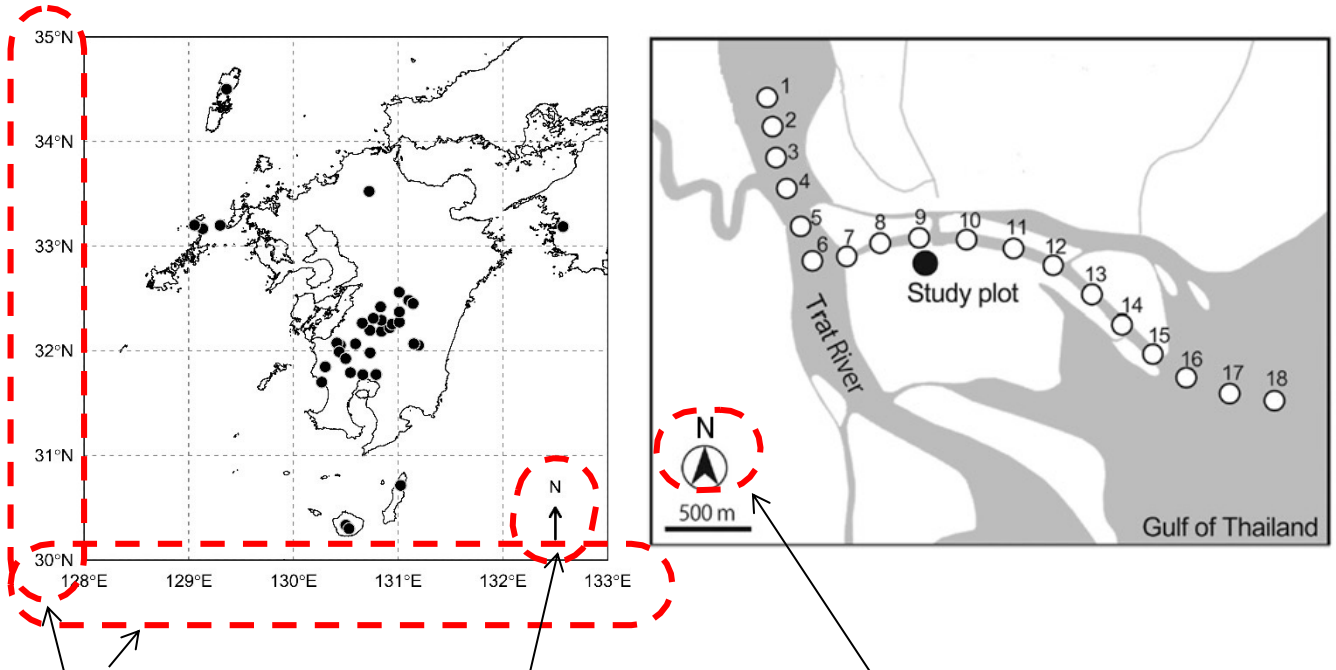 35°N
34°N
33°N
32°N
31°N
30°N
128°E
129°E
130°E
131°E
132°E
133°E
N
1
2
3
4
5
6
7
8
9
10
11
12
13
14
15
16
17
18
Study plot
Trat River
N
500 m
Gulf of Thailand